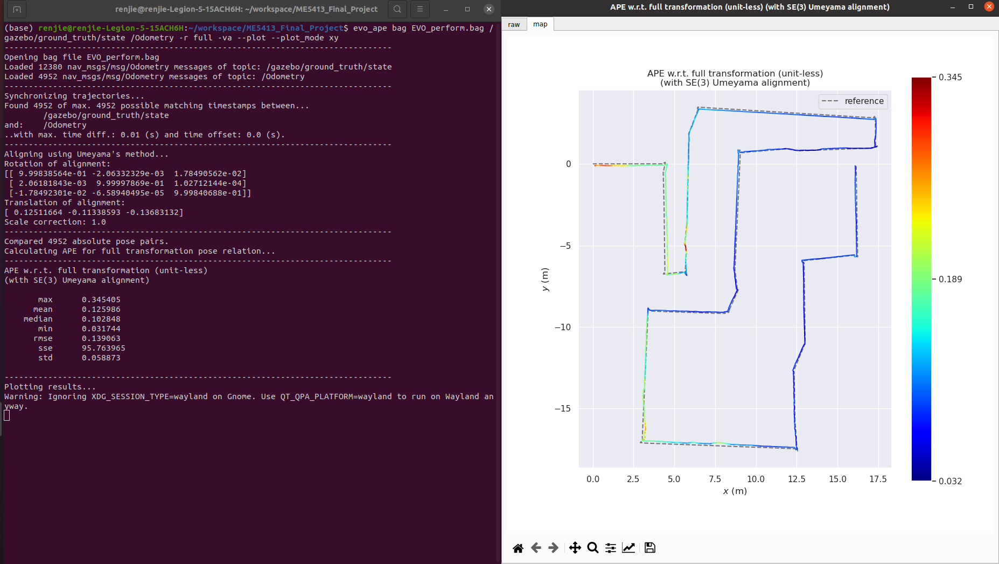 renjie@renjie-Legion-5-15ACH6H: ~/workspace/ME5413_Final_Project
(base) renjie@renjie-Legion-5-15ACH6H:~/workspace/ME5413_Final_Project$ evo_ape bag EVO_perform.bag /
gazebo/ground_truth/state /Odometry -r full -va --plot --plot_mode xy
--------------------------------------------------------------------------------
Opening bag file EVO_perform.bag
Loaded 12380 nav_msgs/msg/Odometry messages of topic: /gazebo/ground_truth/state
Loaded 4952 nav_msgs/msg/Odometry messages of topic: /Odometry
--------------------------------------------------------------------------------
Synchronizing trajectories...
Found 4952 of max. 4952 possible matching timestamps between...
        /gazebo/ground_truth/state
and:    /Odometry
..with max. time diff.: 0.01 (s) and time offset: 0.0 (s).
--------------------------------------------------------------------------------
Aligning using Umeyama's method...
Rotation of alignment:
[[ 9.99838564e-01 -2.06332329e-03  1.78490562e-02]
 [ 2.06181843e-03  9.99997869e-01  1.02712144e-04]
 [-1.78492301e-02 -6.58940495e-05  9.99840688e-01]]
Translation of alignment:
[ 0.12511664 -0.11338593 -0.13683132]
Scale correction: 1.0
--------------------------------------------------------------------------------
Compared 4952 absolute pose pairs.
Calculating APE for full transformation pose relation...
--------------------------------------------------------------------------------
APE w.r.t. full transformation (unit-less)
(with SE(3) Umeyama alignment)
       max      0.345405
      mean      0.125986
    median      0.102848
       min      0.031744
      rmse      0.139063
       sse      95.763965
       std      0.058873
--------------------------------------------------------------------------------
Plotting results...
Warning: Ignoring XDG_SESSION_TYPE=wayland on Gnome. Use QT_QPA_PLATFORM=wayland to run on Wayland an
yway.
APE w.r.t. full transformation (unit-less) (with SE(3) Umeyama alignment)
raw
map
APE w.r.t. full transformation (unit-less)
(with SE(3) Umeyama alignment)
reference
0
−5
−10
−15
y (m)
0.0
2.5
5.0
7.5
10.0
12.5
15.0
17.5
x (m)
0.345
0.189
0.032